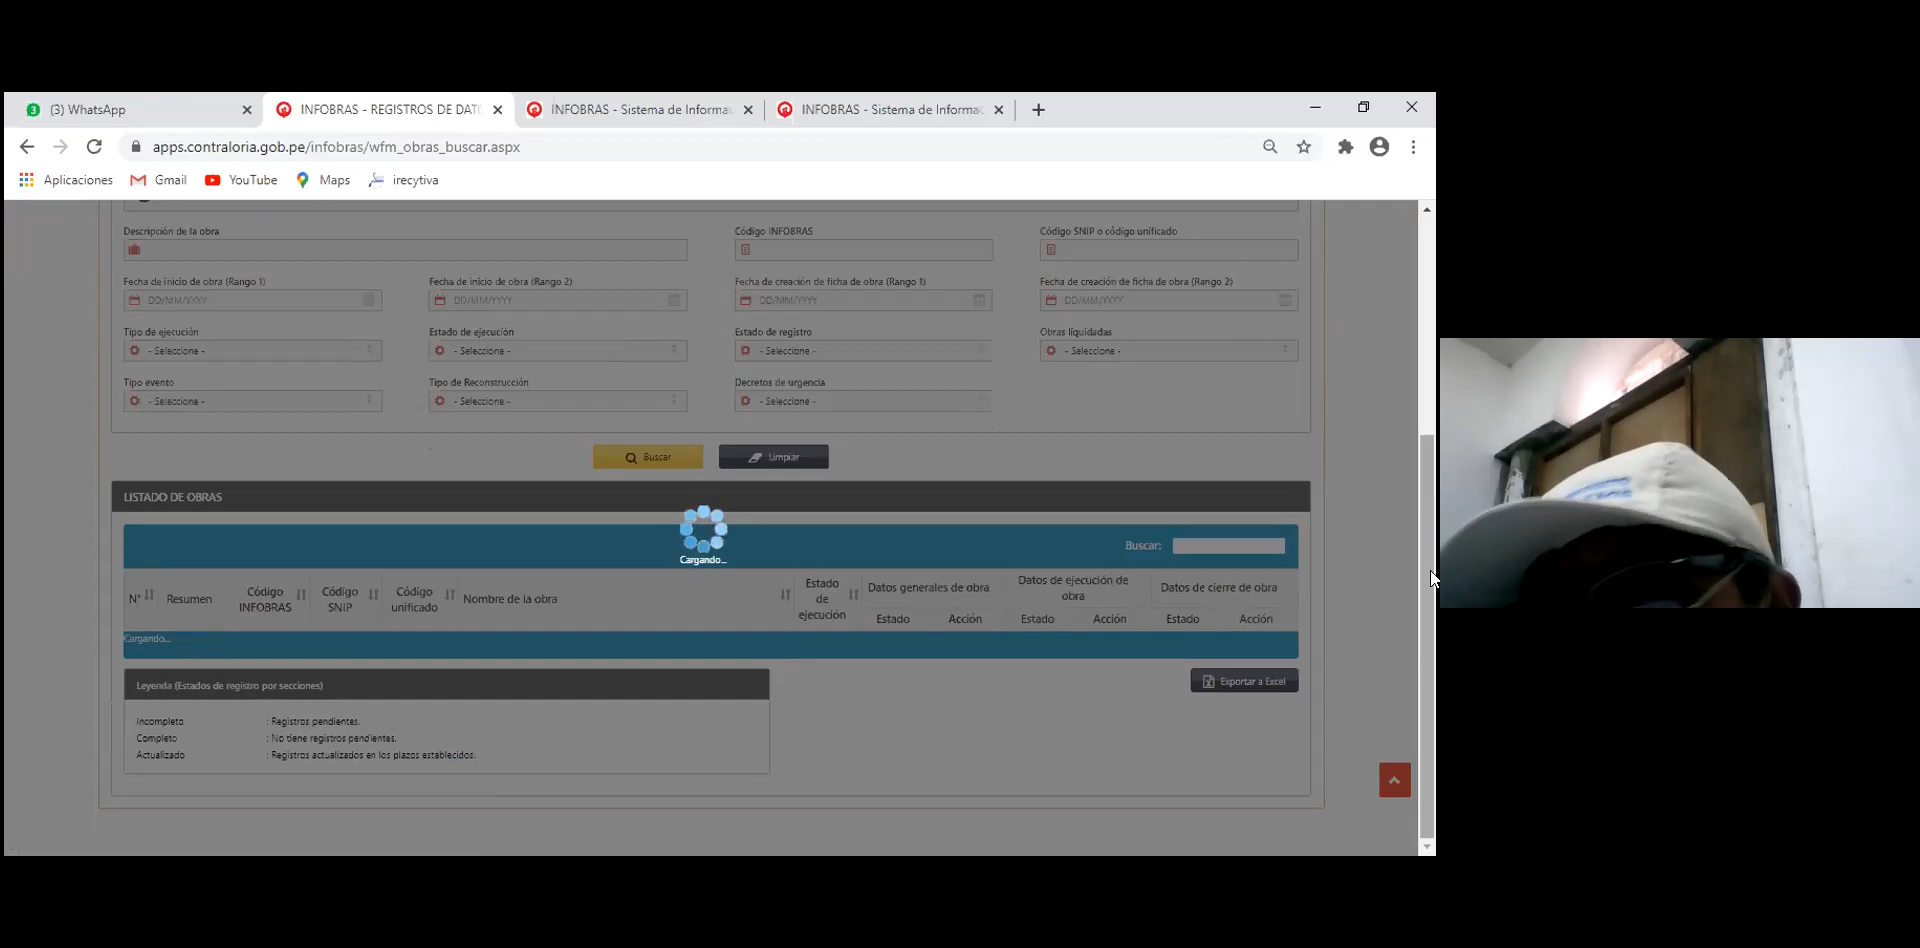 (3) WhatsApp
INFOBRAS - REGISTROS DE DAT
INFOBRAS - Sistema de Informac
INFOBRAS - Sistema de Informac
apps.contraloria.gob.pe/infobras/wfm_obras_buscar.aspx
Aplicaciones Gmail YouTube Maps irecytiva
Descripción de la obra Código INFOBRAS Código SNIP o código unificado
Fecha de inicio de obra (Rango 1) Fecha de inicio de obra (Rango 2) Fecha de creación de ficha de obra (Rango 1) Fecha de creación de ficha de obra (Rango 2)
DD/MM/YYYY DD/MM/YYYY DD/MM/YYYY DD/MM/YYYY
Tipo de ejecución Estado de ejecución Estado de registro Obras liquidadas
- Seleccione - - Seleccione - - Seleccione - - Seleccione -
Tipo evento Tipo de Reconstrucción Decretos de urgencia
- Seleccione - - Seleccione - - Seleccione -
Buscar Limpiar
LISTADO DE OBRAS
Buscar:
Cargando...
N° Resumen Código INFOBRAS Código SNIP Código unificado Nombre de la obra Estado de ejecución Datos generales de obra Datos de ejecución de obra Datos de cierre de obra
Estado Acción Estado Acción Estado Acción
Cargando...
Leyenda (Estados de registro por secciones)
Exportar a Excel
Incompleto : Registros pendientes.
Completo : No tiene registros pendientes.
Actualizado : Registros actualizados en los plazos establecidos.